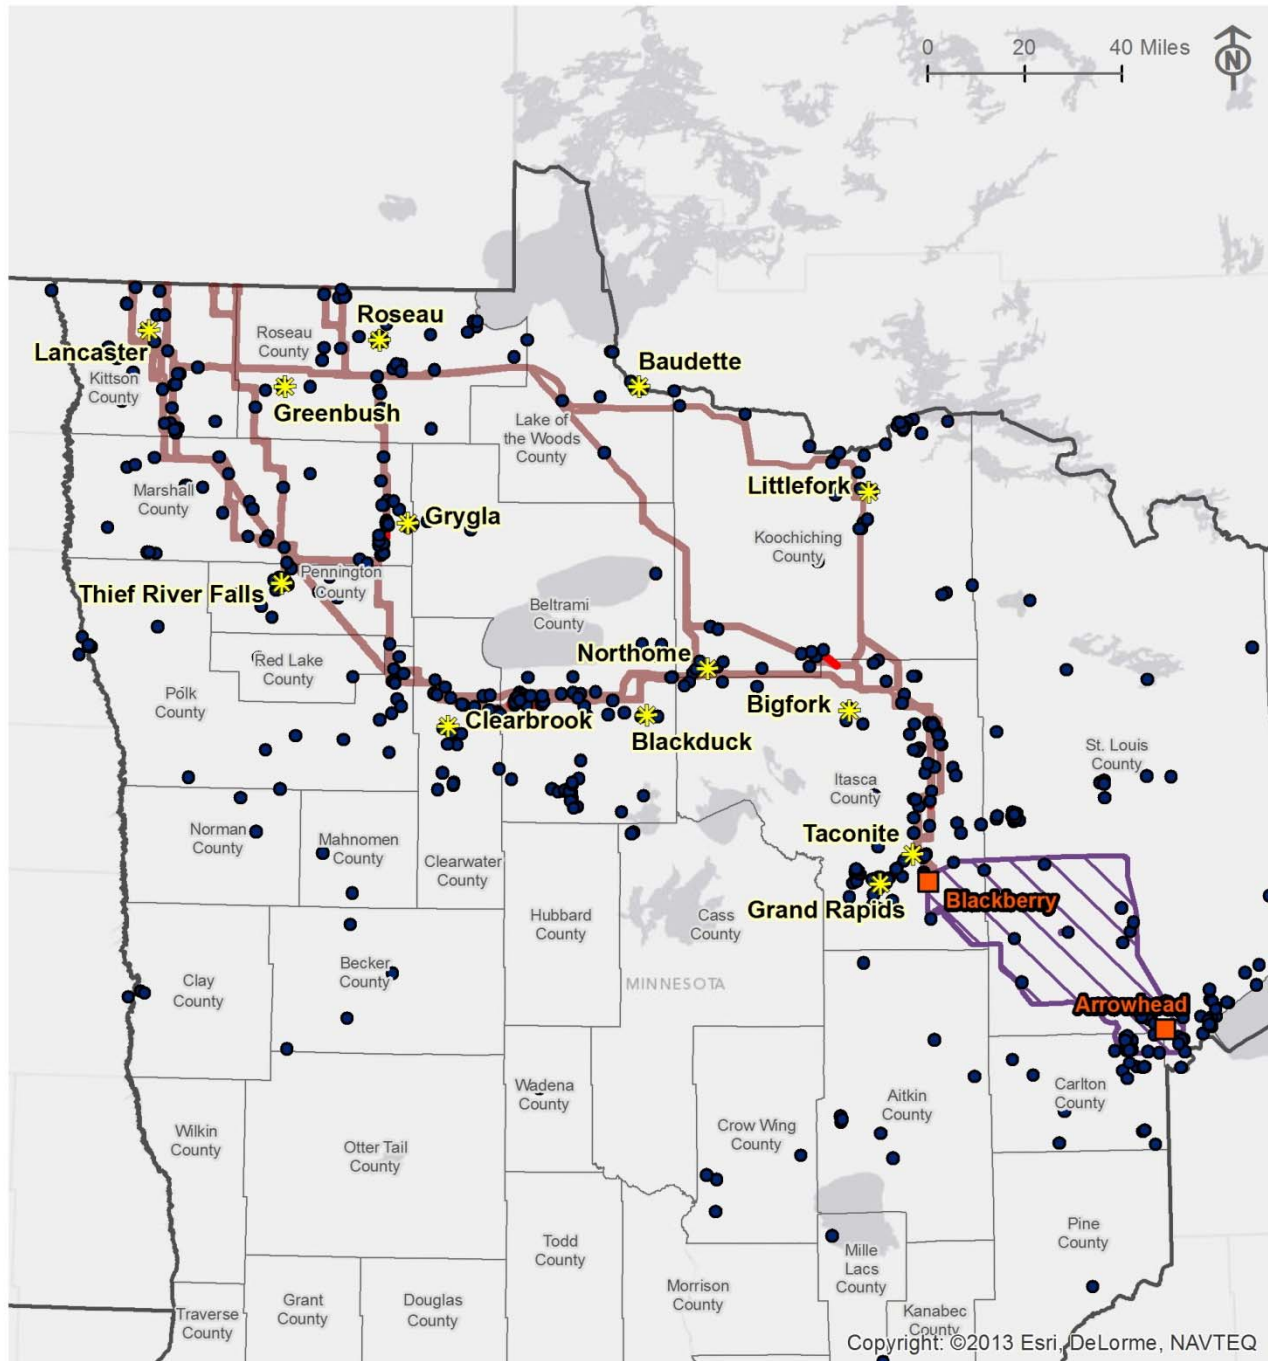 0 20 40 Miles
N
Roseau
Roseau
County
Lancaster
Baudette
Kittson
County
Greenbush
Lake of
the Woods
County
Littlefork
Marshall
County
Grygla
Koochiching
County
Pennington
County
Thief River Falls
Beltrami
County
Northome
Red Lake
County
Polk
County
Bigfork
Clearbrook
Blackduck
St. Louis
County
Itasca
County
Norman
County
Mahnomen
County
Taconite
Clearwater
County
Blackberry
Grand Rapids
Hubbard
County
Cass
County
Becker
County
Clay
County
MINNESOTA
Arrowhead
Wadena
County
Carlton
County
Aitkin
County
Crow Wing
County
Wilkin
County
Otter Tail
County
Pine
County
Todd
County
Mille
Lacs
County
Morrison
County
Grant
County
Douglas
County
Traverse
County
Kanabec
County
Copyright: ©2013 Esri, DeLorme, NAVTEQ